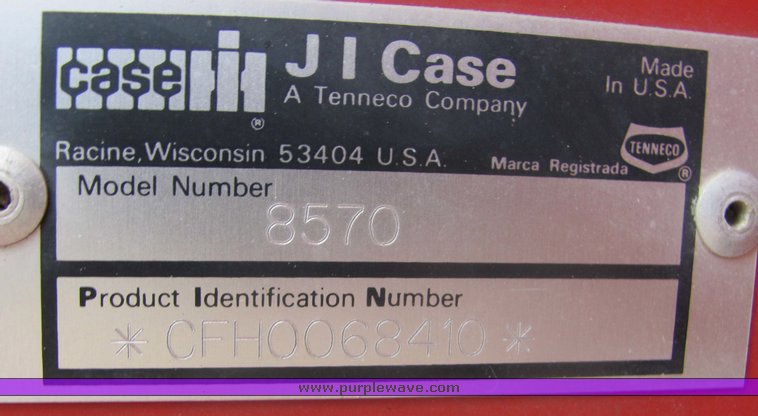 case IH
®
J I Case
A Tenneco Company
Made
In U.S.A.
Racine, Wisconsin 53404 U.S.A.
Marca Registrada
TENNECO
®
Model Number
8570
Product Identification Number
* CFH0068410 *
www.purplewave.com